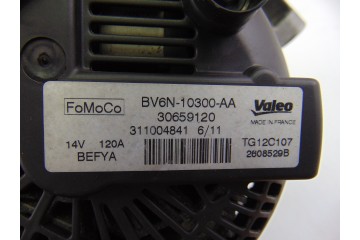 FoMoCo
BV6N-10300-AA
30659120
Valeo
MADE IN FRANCE
311004841 6/11
14V 120A
TG12C107
BEFYA
2608529B